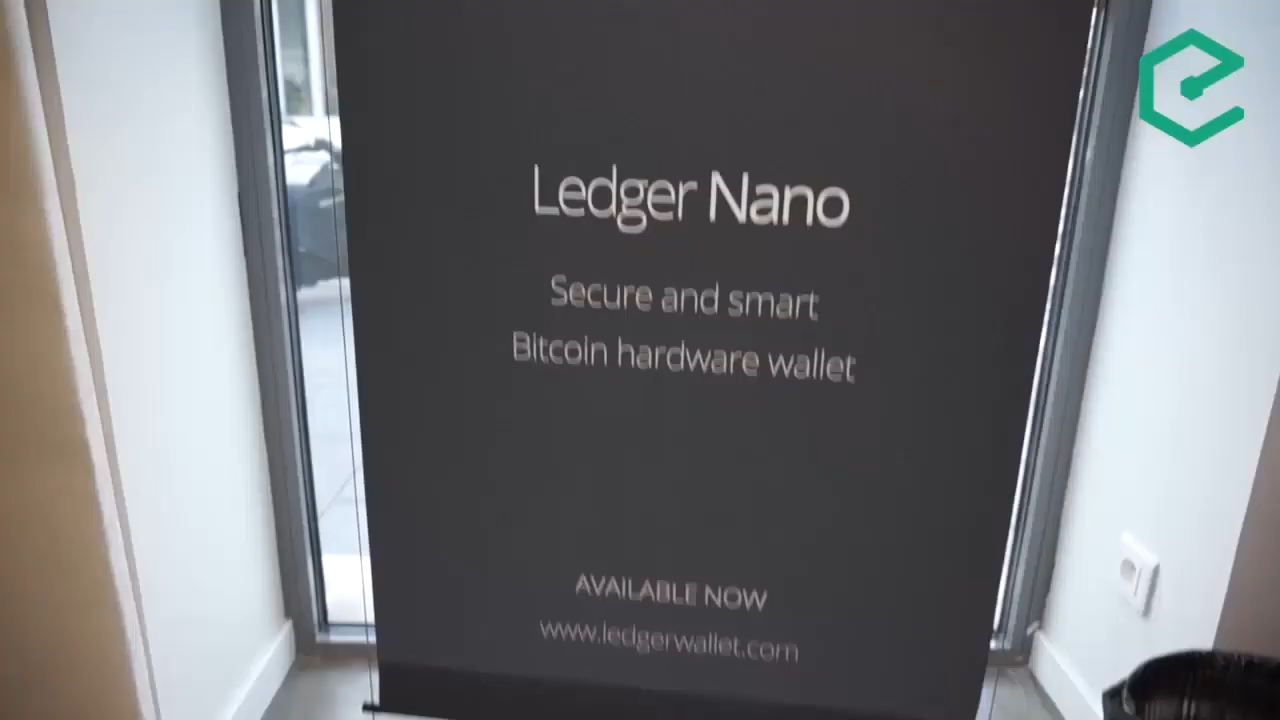 Ledger Nano
Secure and smart
Bitcoin hardware wallet
AVAILABLE NOW
www.ledgerwallet.com